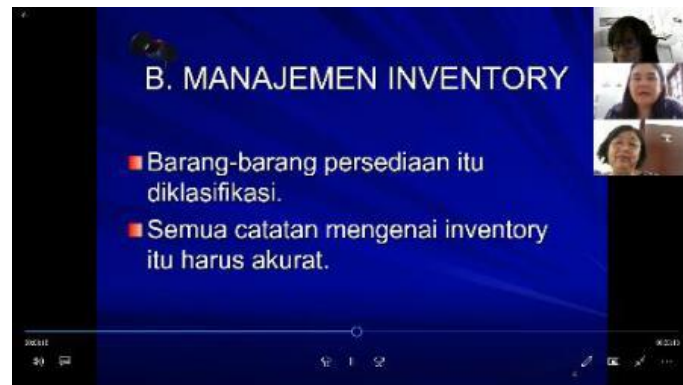 B. MANAJEMEN INVENTORY
Barang-barang persediaan itu
diklasifikasi.
Semua catatan mengenai inventory
itu harus akurat.